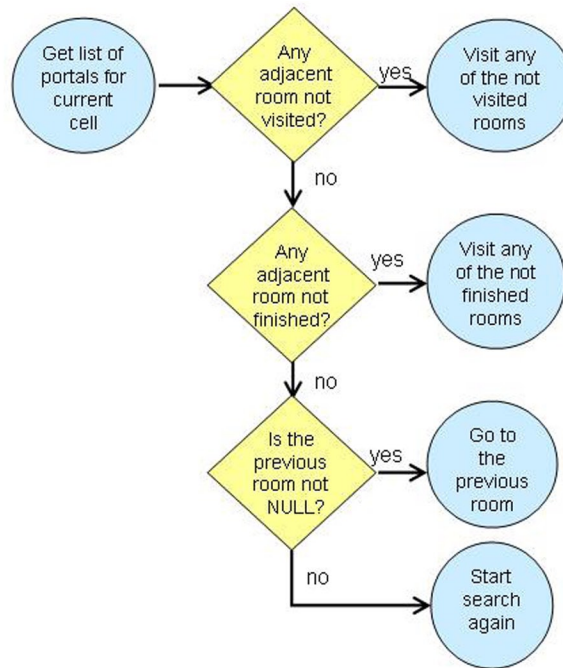 Get list of
portals for
current
cell
Any
adjacent
room not
visited?
yes
Visit any
of the not
visited
rooms
no
Any
adjacent
room not
finished?
yes
Visit any
of the not
finished
rooms
no
Is the
previous
room not
NULL?
yes
Go to
the
previous
room
no
Start
search
again